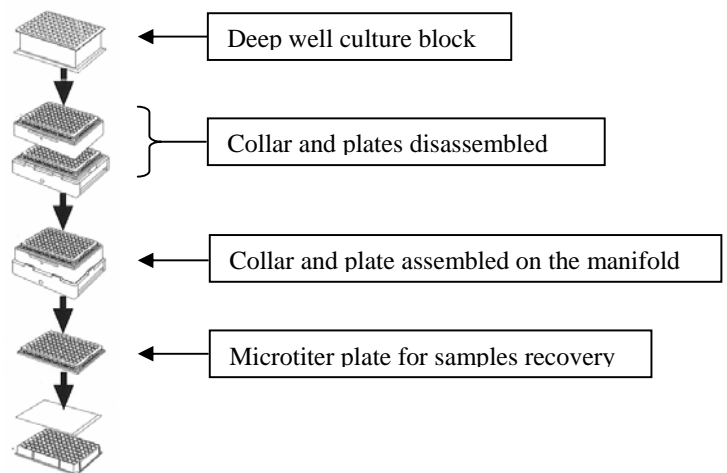 Deep well culture block
Collar and plates disassembled
Collar and plate assembled on the manifold
Microtiter plate for samples recovery